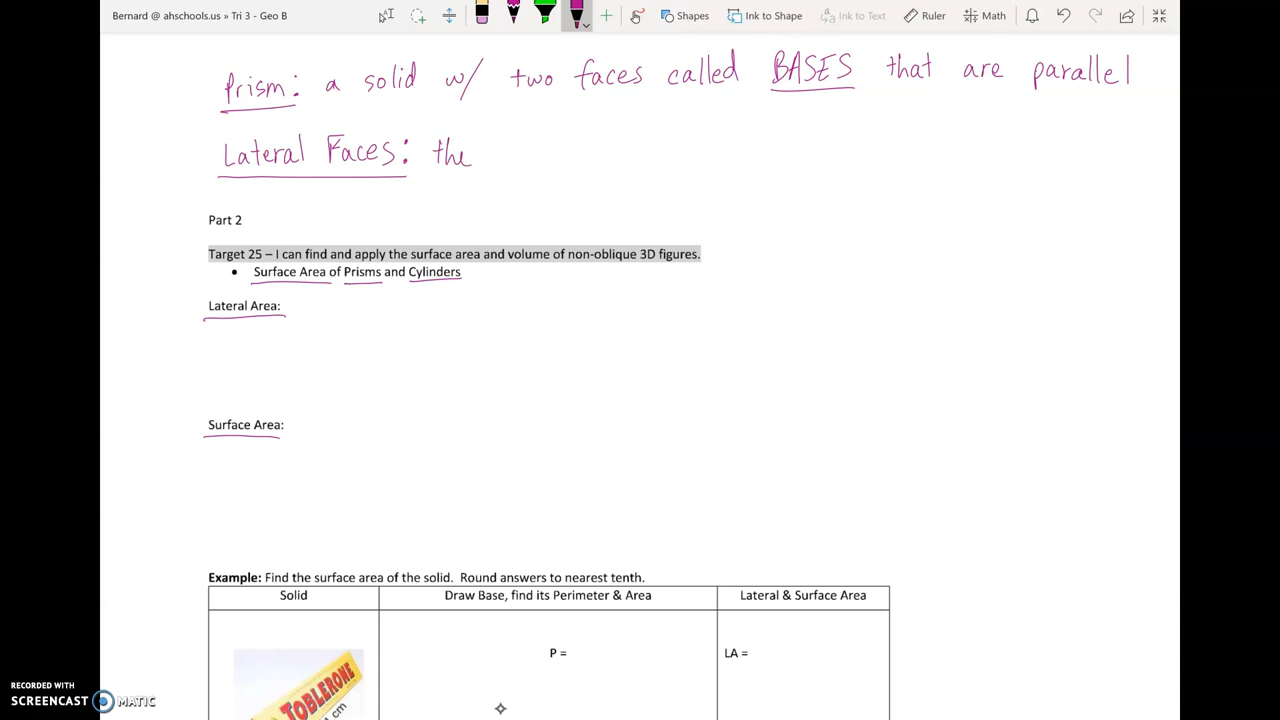 Bernard @ ahschools.us » Tri 3 - Geo B
Ink to Shape
Shapes
Ink to Text
Ruler
Math
Prism: a solid w/ two faces called BASES that are parallel
Lateral Faces: the
Part 2
Target 25 – I can find and apply the surface area and volume of non-oblique 3D figures.
• Surface Area of Prisms and Cylinders
Lateral Area:
Surface Area:
Example: Find the surface area of the solid. Round answers to nearest tenth.
Solid
Draw Base, find its Perimeter & Area
Lateral & Surface Area
P =
LA =
TOBLERONE
cm
RECORDED WITH
SCREENCAST MATIC